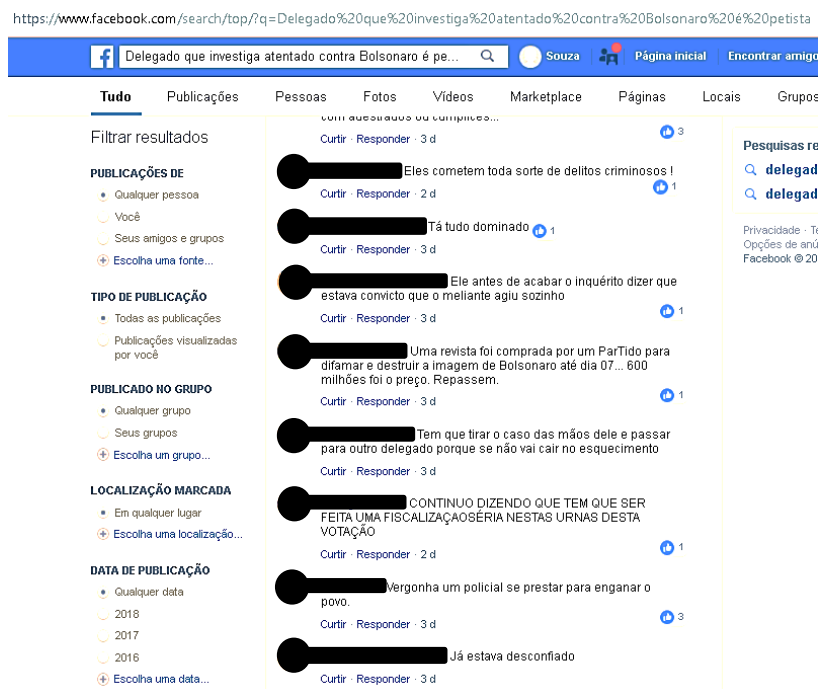 https://www.facebook.com/search/top/?q=Delegado%20que%20investiga%20atentado%20contra%20Bolsonaro%20é%20petista
Delegado que investiga atentado contra Bolsonaro é pe...
Souza
Página inicial
Encontrar amigo
Tudo
Publicações
Pessoas
Fotos
Vídeos
Marketplace
Páginas
Locais
Grupos
Filtrar resultados
PUBLICAÇÕES DE
Qualquer pessoa
Você
Seus amigos e grupos
Escolha uma fonte...
TIPO DE PUBLICAÇÃO
Todas as publicações
Publicações visualizadas
por você
PUBLICADO NO GRUPO
Qualquer grupo
Seus grupos
Escolha um grupo...
LOCALIZAÇÃO MARCADA
Em qualquer lugar
Escolha uma localização...
DATA DE PUBLICAÇÃO
Qualquer data
2018
2017
2016
Escolha uma data...
com adestrados ou cúmplices...
Curtir · Responder · 3 d
3
Eles cometem toda sorte de delitos criminosos !
Curtir · Responder · 2 d
1
Tá tudo dominado
1
Curtir · Responder · 3 d
Ele antes de acabar o inquérito dizer que
estava convicto que o meliante agiu sozinho
Curtir · Responder · 3 d
1
Uma revista foi comprada por um ParTido para
difamar e destruir a imagem de Bolsonaro até dia 07... 600
milhões foi o preço. Repassem.
Curtir · Responder · 3 d
1
Tem que tirar o caso das mãos dele e passar
para outro delegado porque se não vai cair no esquecimento
Curtir · Responder · 3 d
CONTINUO DIZENDO QUE TEM QUE SER
FEITA UMA FISCALIZAÇAOSÉRIA NESTAS URNAS DESTA
VOTAÇÃO
Curtir · Responder · 2 d
1
Vergonha um policial se prestar para enganar o
povo.
Curtir · Responder · 3 d
3
Já estava desconfiado
Curtir · Responder · 3 d
Pesquisas re
delegad
delegad
Privacidade · Te
Opções de anú
Facebook © 20